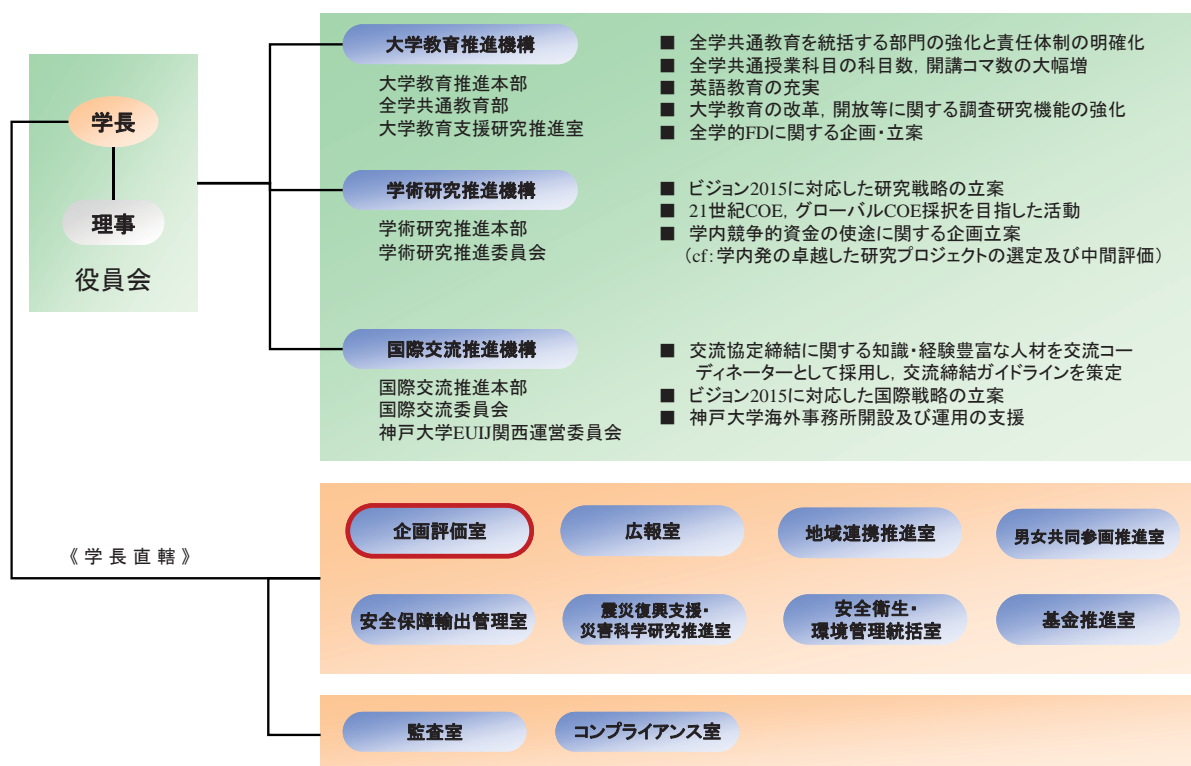 学長
理事
役員会
大学教育推進機構
大学教育推進本部
全学共通教育部
大学教育支援研究推進室
■ 全学共通教育を統括する部門の強化と責任体制の明確化
■ 全学共通授業科目の科目数，開講コマ数の大幅増
■ 英語教育の充実
■ 大学教育の改革，開放等に関する調査研究機能の強化
■ 全学的FDに関する企画・立案
学術研究推進機構
学術研究推進本部
学術研究推進委員会
■ ビジョン2015に対応した研究戦略の立案
■ 21世紀COE，グローバルCOE採択を目指した活動
■ 学内競争的資金の使途に関する企画立案
（cf：学内発の卓越した研究プロジェクトの選定及び中間評価）
国際交流推進機構
国際交流推進本部
国際交流委員会
神戸大学EUIJ関西運営委員会
■ 交流協定締結に関する知識・経験豊富な人材を交流コー
ディネーターとして採用し，交流締結ガイドラインを策定
■ ビジョン2015に対応した国際戦略の立案
■ 神戸大学海外事務所開設及び運用の支援
《学長直轄》
企画評価室
広報室
地域連携推進室
男女共同参画推進室
安全保障輸出管理室
震災復興支援・
災害科学研究推進室
安全衛生・
環境管理統括室
基金推進室
監査室
コンプライアンス室